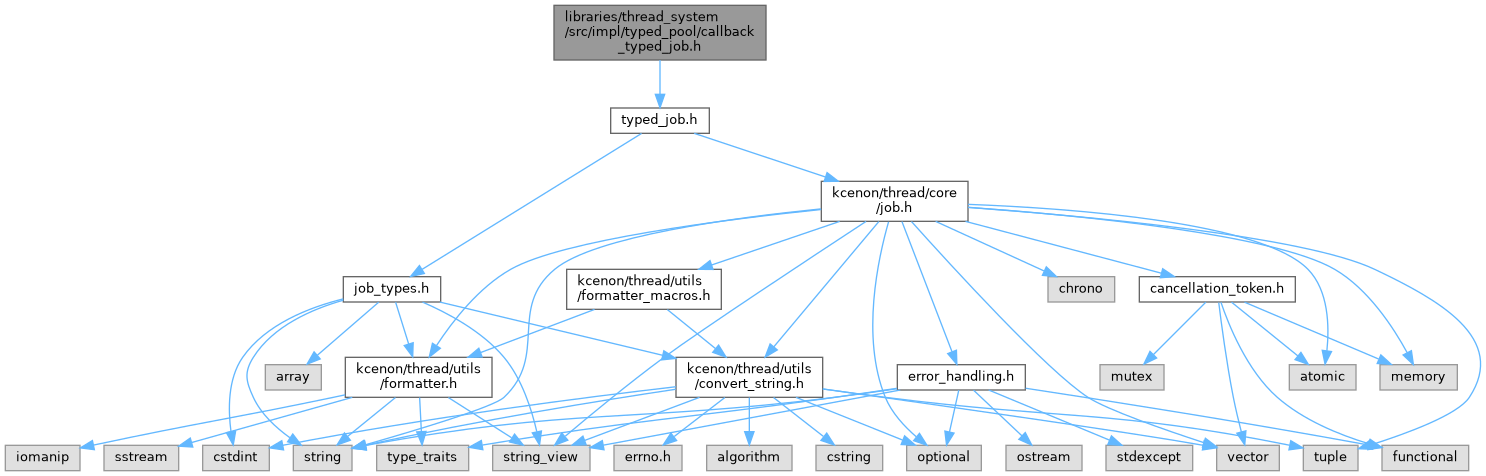 libraries/thread_system
/src/impl/typed_pool/callback
_typed_job.h
typed_job.h
kcenon/thread/core
/job.h
job_types.h
kcenon/thread/utils
/formatter_macros.h
chrono
cancellation_token.h
array
kcenon/thread/utils
/formatter.h
kcenon/thread/utils
/convert_string.h
error_handling.h
mutex
atomic
memory
iomanip
sstream
cstdint
string
type_traits
string_view
errno.h
algorithm
cstring
optional
ostream
stdexcept
vector
tuple
functional